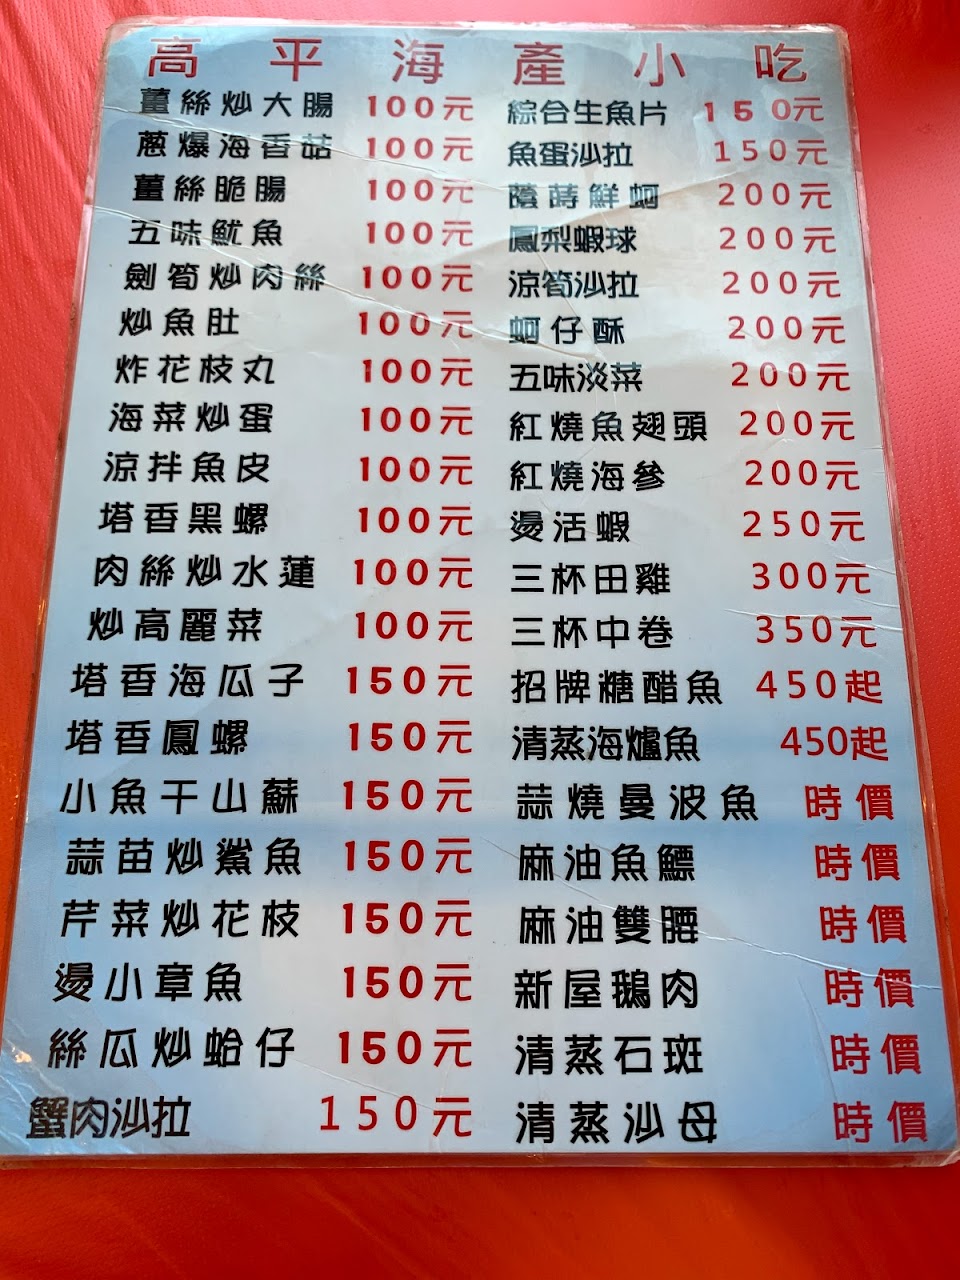 高平海產小吃
薑絲炒大腸 100元
蔥爆海香菇 100元
薑絲脆腸 100元
五味魷魚 100元
劍筍炒肉絲 100元
炒魚肚 100元
炸花枝丸 100元
海菜炒蛋 100元
涼拌魚皮 100元
塔香黑螺 100元
肉絲炒水蓮 100元
炒高麗菜 100元
塔香海瓜子 150元
塔香鳳螺 150元
小魚干山蘇 150元
蒜苗炒鯊魚 150元
芹菜炒花枝 150元
燙小章魚 150元
絲瓜炒蛤仔 150元
蟹肉沙拉 150元
綜合生魚片 150元
魚蛋沙拉 150元
蔭蒔鮮蚵 200元
鳳梨蝦球 200元
涼筍沙拉 200元
蚵仔酥 200元
五味淡菜 200元
紅燒魚翅頭 200元
紅燒海參 200元
燙活蝦 250元
三杯田雞 300元
三杯中卷 350元
招牌糖醋魚 450起
清蒸海爐魚 450起
蒜燒曼波魚 時價
麻油魚鰾 時價
麻油雙腰 時價
新屋鵝肉 時價
清蒸石斑 時價
清蒸沙母 時價